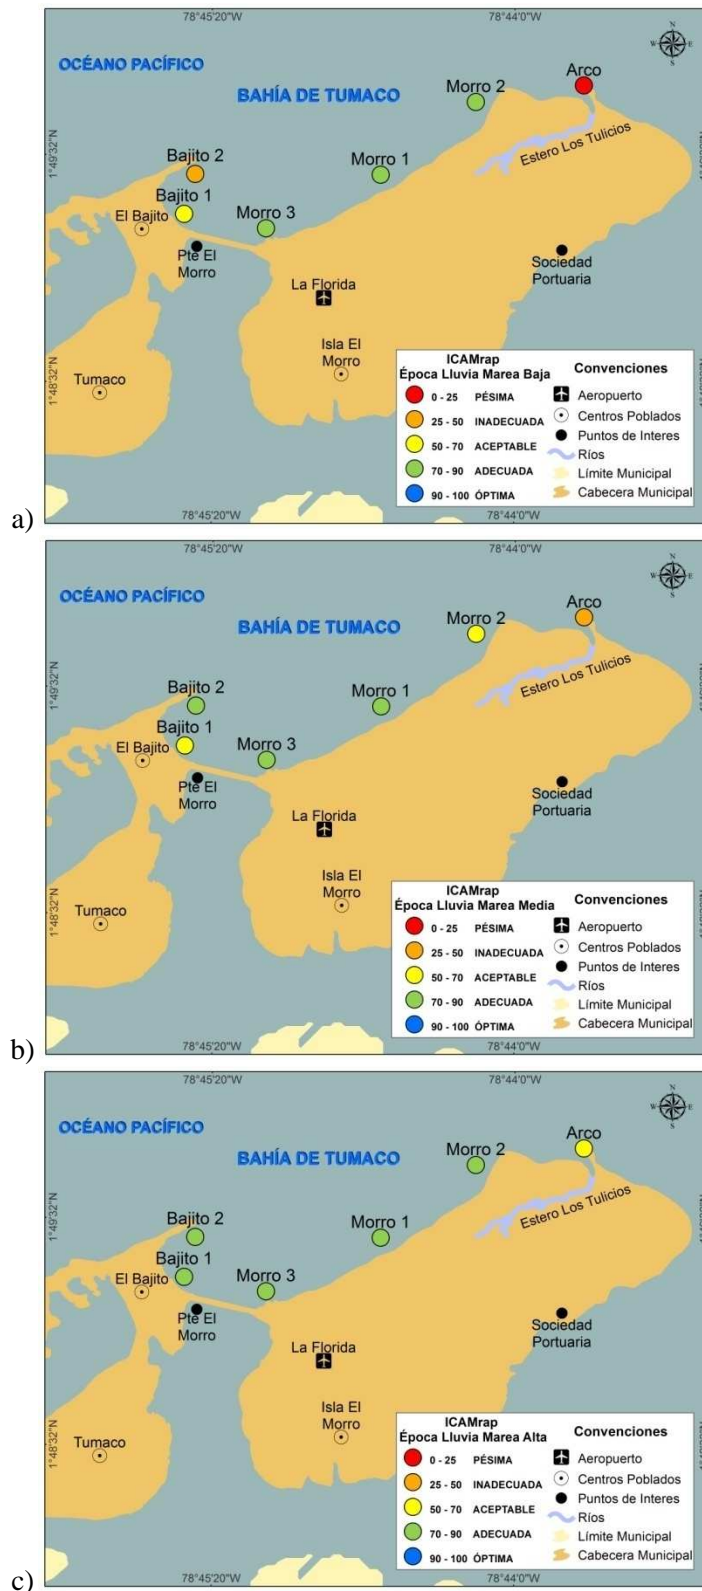 78°45'20"W 78°44'0"W
OCÉANO PACÍFICO
BAHÍA DE TUMACO
N
W E
S
Morro 2
Arco
Estero Los Tulicios
1°49'32"N
Bajito 2
Morro 1
Bajito 1
El Bajito
Morro 3
Pte El
Morro
Sociedad
Portuaria
La Florida
Isla El
Morro
Tumaco
1°48'32"N
ICAMrap
Época Lluvia Marea Baja
0 - 25 PÉSIMA
25 - 50 INADECUADA
50 - 70 ACEPTABLE
70 - 90 ADECUADA
90 - 100 ÓPTIMA
Convenciones
Aeropuerto
Centros Poblados
Puntos de Interes
Ríos
Límite Municipal
Cabecera Municipal
a)
78°45'20"W 78°44'0"W
OCÉANO PACÍFICO
BAHÍA DE TUMACO
N
W E
S
Morro 2
Arco
Estero Los Tulicios
1°49'32"N
Bajito 2
Morro 1
Bajito 1
El Bajito
Morro 3
Pte El
Morro
Sociedad
Portuaria
La Florida
Isla El
Morro
Tumaco
1°48'32"N
ICAMrap
Época Lluvia Marea Media
0 - 25 PÉSIMA
25 - 50 INADECUADA
50 - 70 ACEPTABLE
70 - 90 ADECUADA
90 - 100 ÓPTIMA
Convenciones
Aeropuerto
Centros Poblados
Puntos de Interes
Ríos
Límite Municipal
Cabecera Municipal
b)
78°45'20"W 78°44'0"W
OCÉANO PACÍFICO
BAHÍA DE TUMACO
N
W E
S
Morro 2
Arco
Estero Los Tulicios
1°49'32"N
Bajito 2
Morro 1
Bajito 1
El Bajito
Morro 3
Pte El
Morro
Sociedad
Portuaria
La Florida
Isla El
Morro
Tumaco
1°48'32"N
ICAMrap
Época Lluvia Marea Alta
0 - 25 PÉSIMA
25 - 50 INADECUADA
50 - 70 ACEPTABLE
70 - 90 ADECUADA
90 - 100 ÓPTIMA
Convenciones
Aeropuerto
Centros Poblados
Puntos de Interes
Ríos
Límite Municipal
Cabecera Municipal
78°45'20"W 78°44'0"W
c)